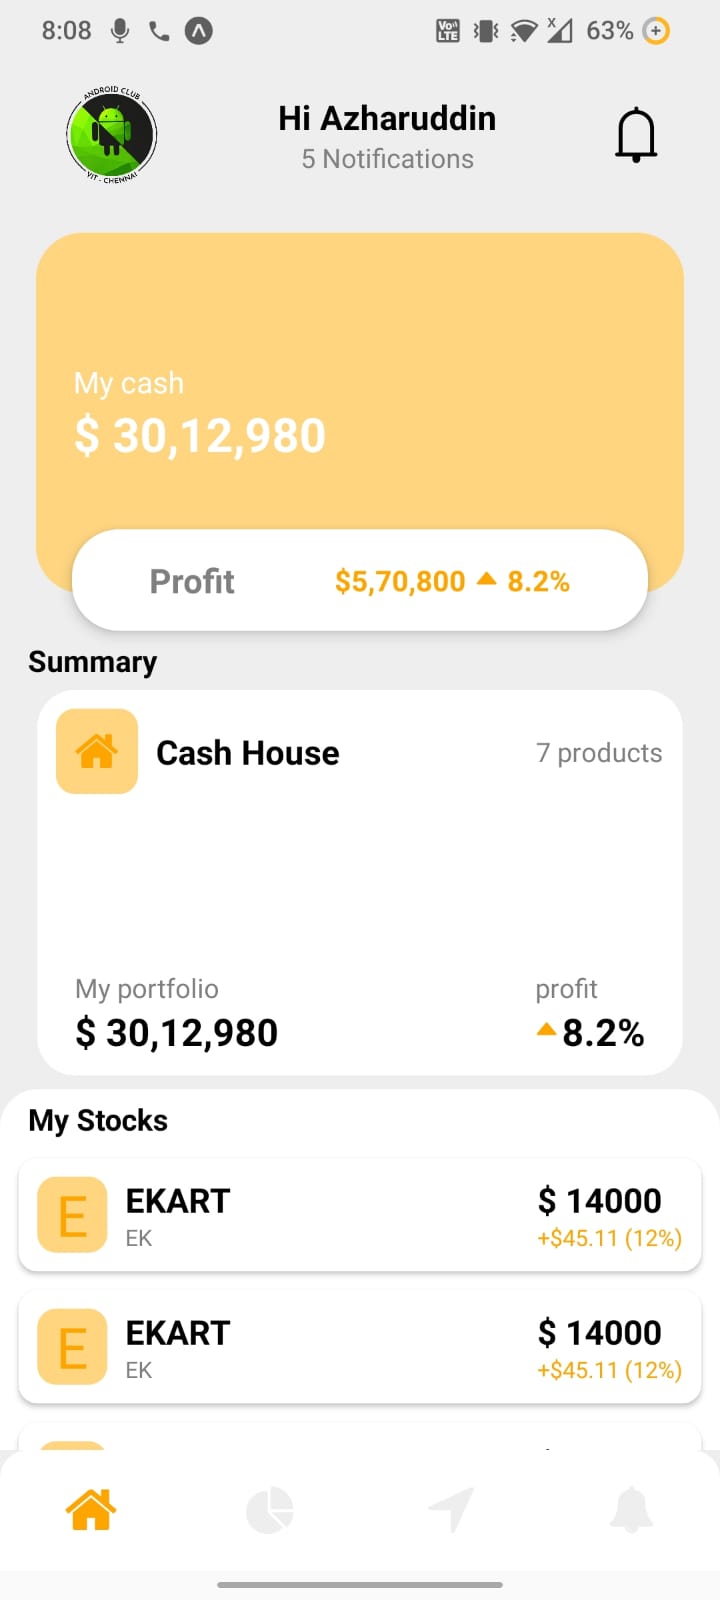 8:08
VoLTE
63%
ANDROID CLUB
VIT - CHENNAI
Hi Azharuddin
5 Notifications
My cash
$ 30,12,980
Profit $5,70,800 8.2%
Summary
Cash House 7 products
My portfolio profit
$ 30,12,980 8.2%
My Stocks
E EKART $ 14000
EK +$45.11 (12%)
E EKART $ 14000
EK +$45.11 (12%)